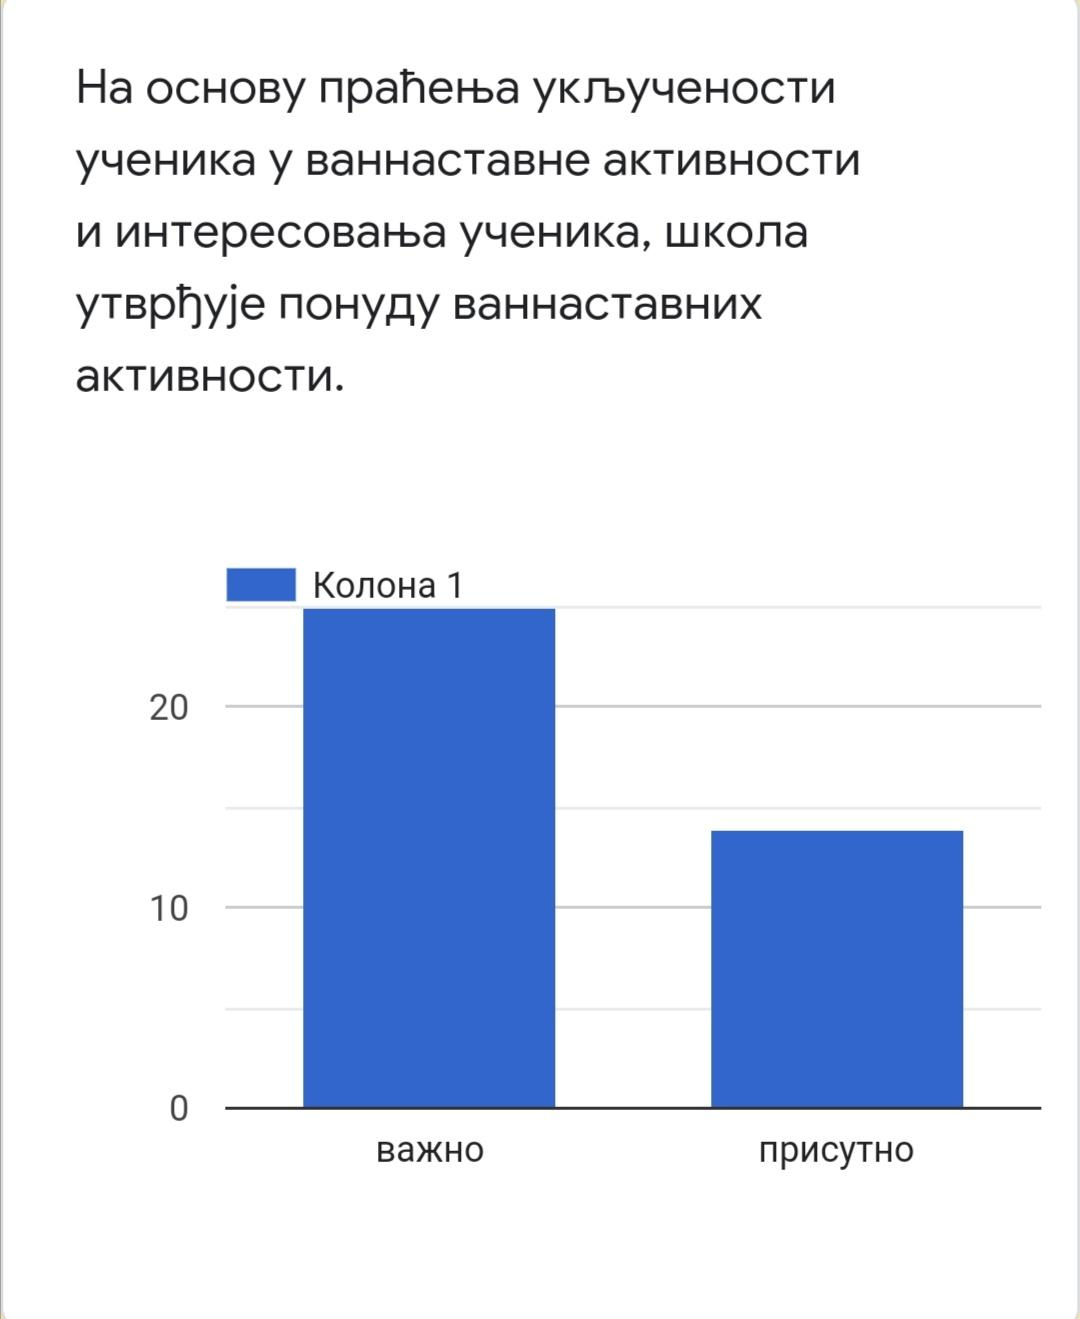 На основу праћења укључености
ученика у ваннаставне активности
и интересовања ученика, школа
утврђује понуду ваннаставних
активности.
Колона 1
20
10
0
важно
присутно